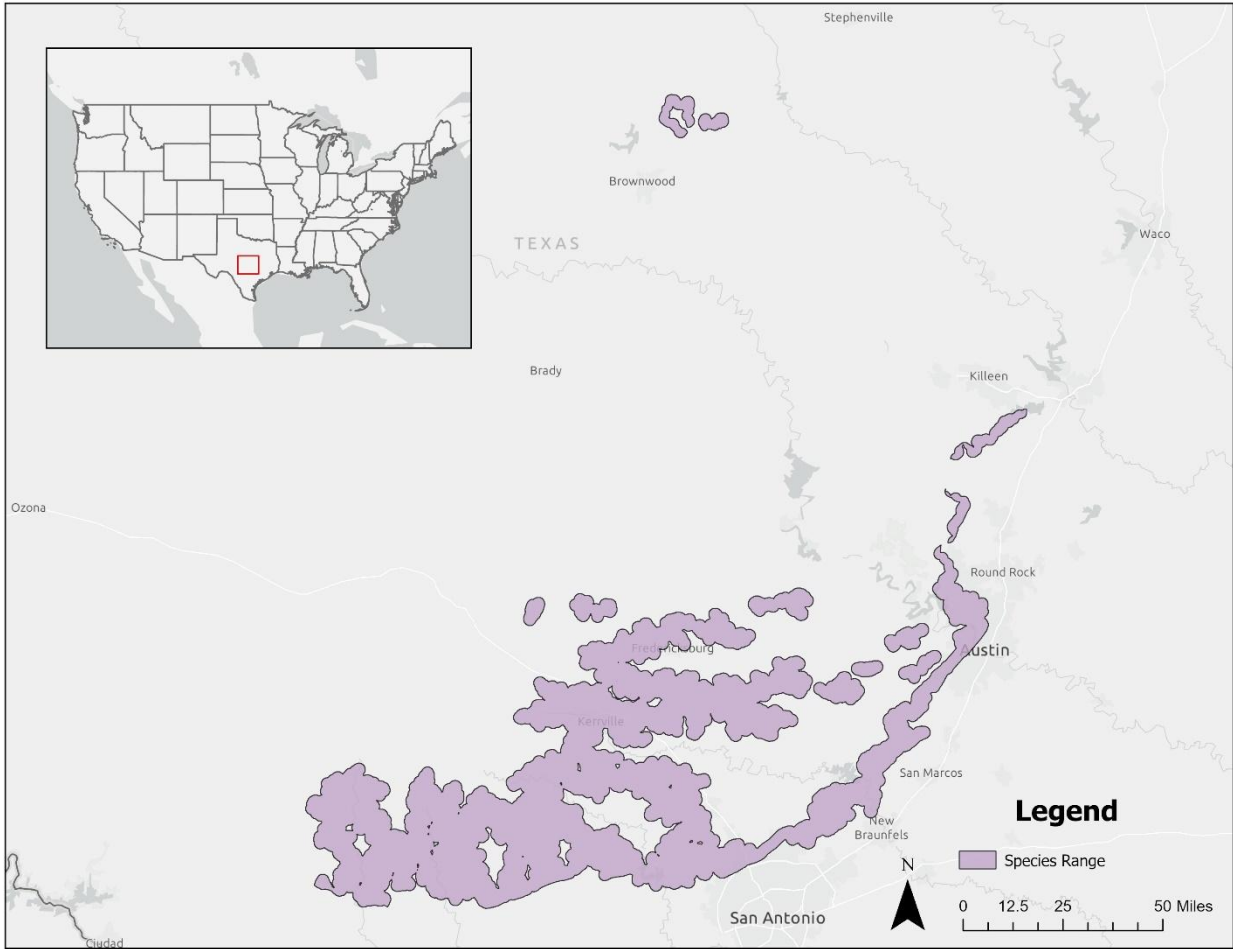 Stephenville
Brownwood
TEXAS
Waco
Brady
Killeen
Ozona
Round Rock
Fredericksburg
Austin
Kerrville
San Marcos
Legend
New
Braunfels
N
Species Range
0 12.5 25 50 Miles
San Antonio
Ciudad